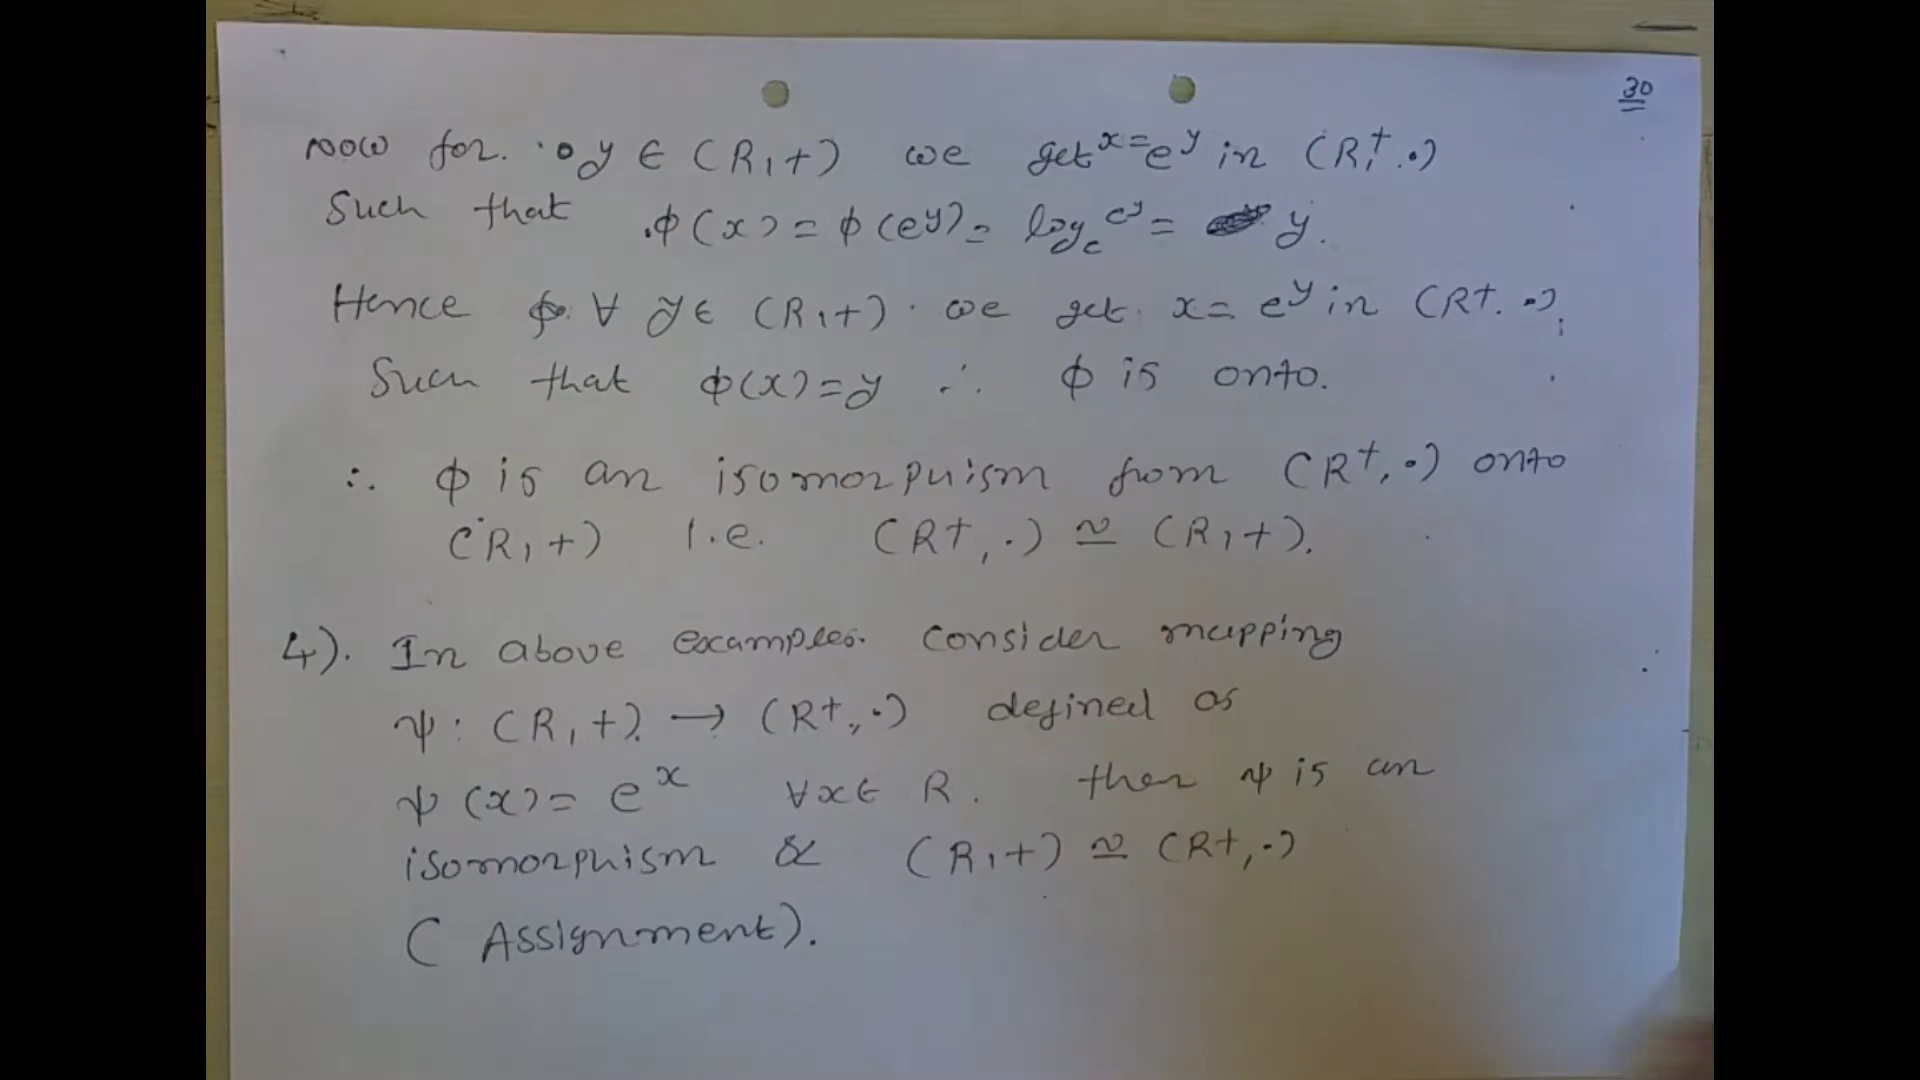 30
Now for. y ∈ (R, +) we get x = e^y in (R^+, .)
Such that φ(x) = φ(e^y) = log_e e^y = y.
Hence ∀ y ∈ (R, +) we get x = e^y in (R^+, .),
Such that φ(x) = y ∴ φ is onto.
∴ φ is an isomorphism from (R^+, .) onto
(R, +) I.e. (R^+, .) ≅ (R, +).
4). In above examples. consider mapping
ψ : (R, +) → (R^+, .) defined as
ψ(x) = e^x ∀x ∈ R. then ψ is an
isomorphism & (R, +) ≅ (R^+, .)
(Assignment).